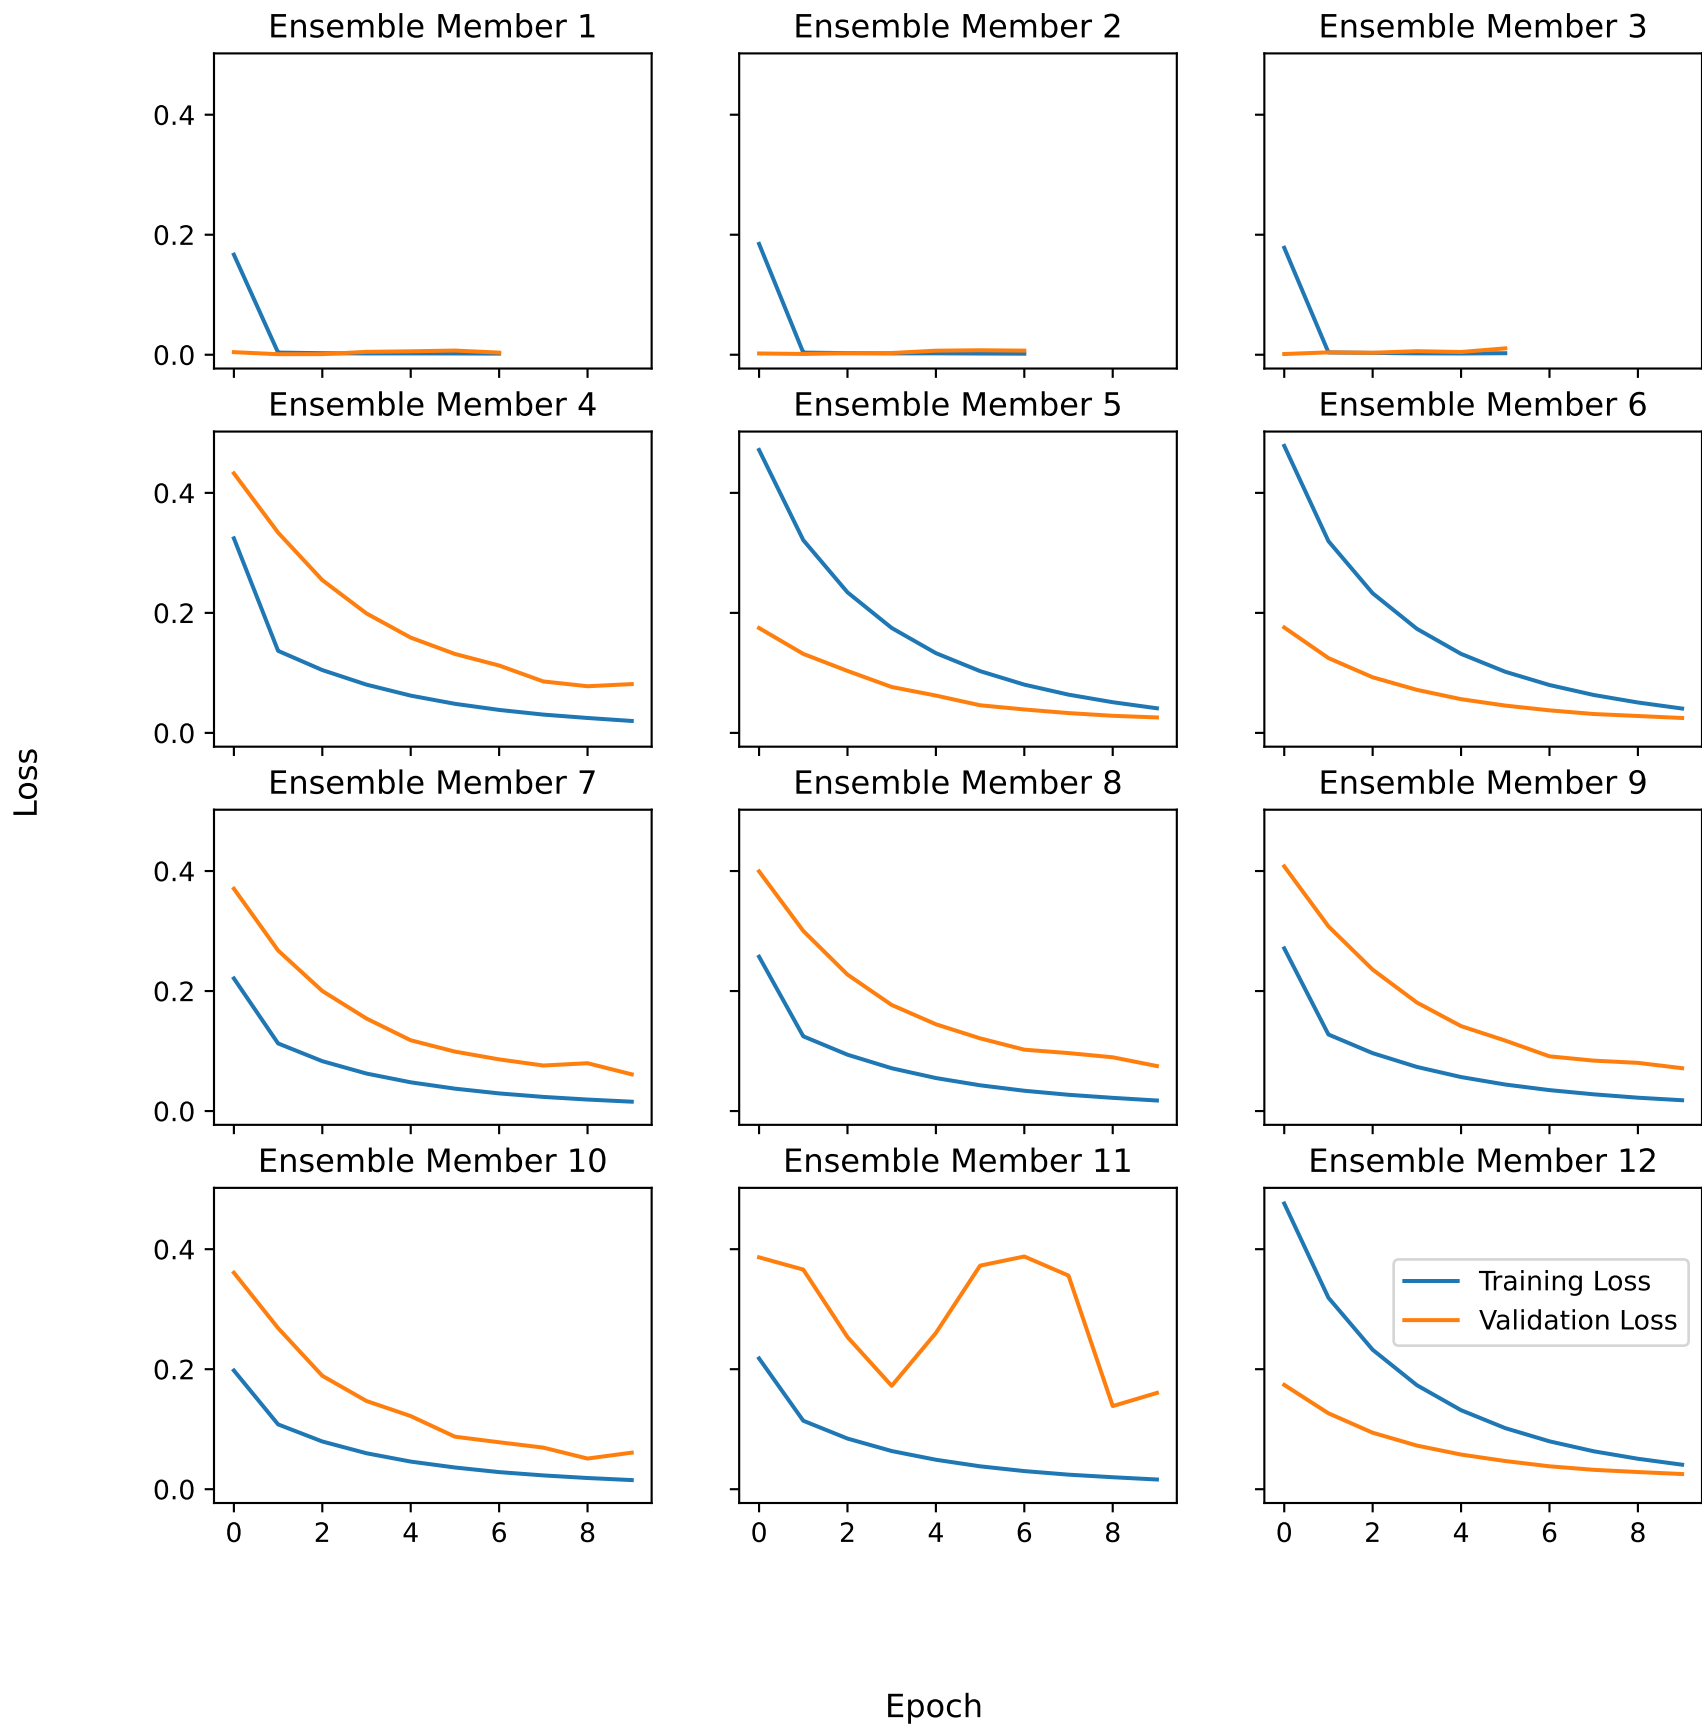 Ensemble Member 1
Ensemble Member 2
Ensemble Member 3
0.4
0.2
0.0
Ensemble Member 4
Ensemble Member 5
Ensemble Member 6
0.4
0.2
0.0
Loss
Ensemble Member 7
Ensemble Member 8
Ensemble Member 9
0.4
0.2
0.0
Ensemble Member 10
Ensemble Member 11
Ensemble Member 12
0.4
0.2
0.0
Training Loss
Validation Loss
0 2 4 6 8
0 2 4 6 8
0 2 4 6 8
Epoch